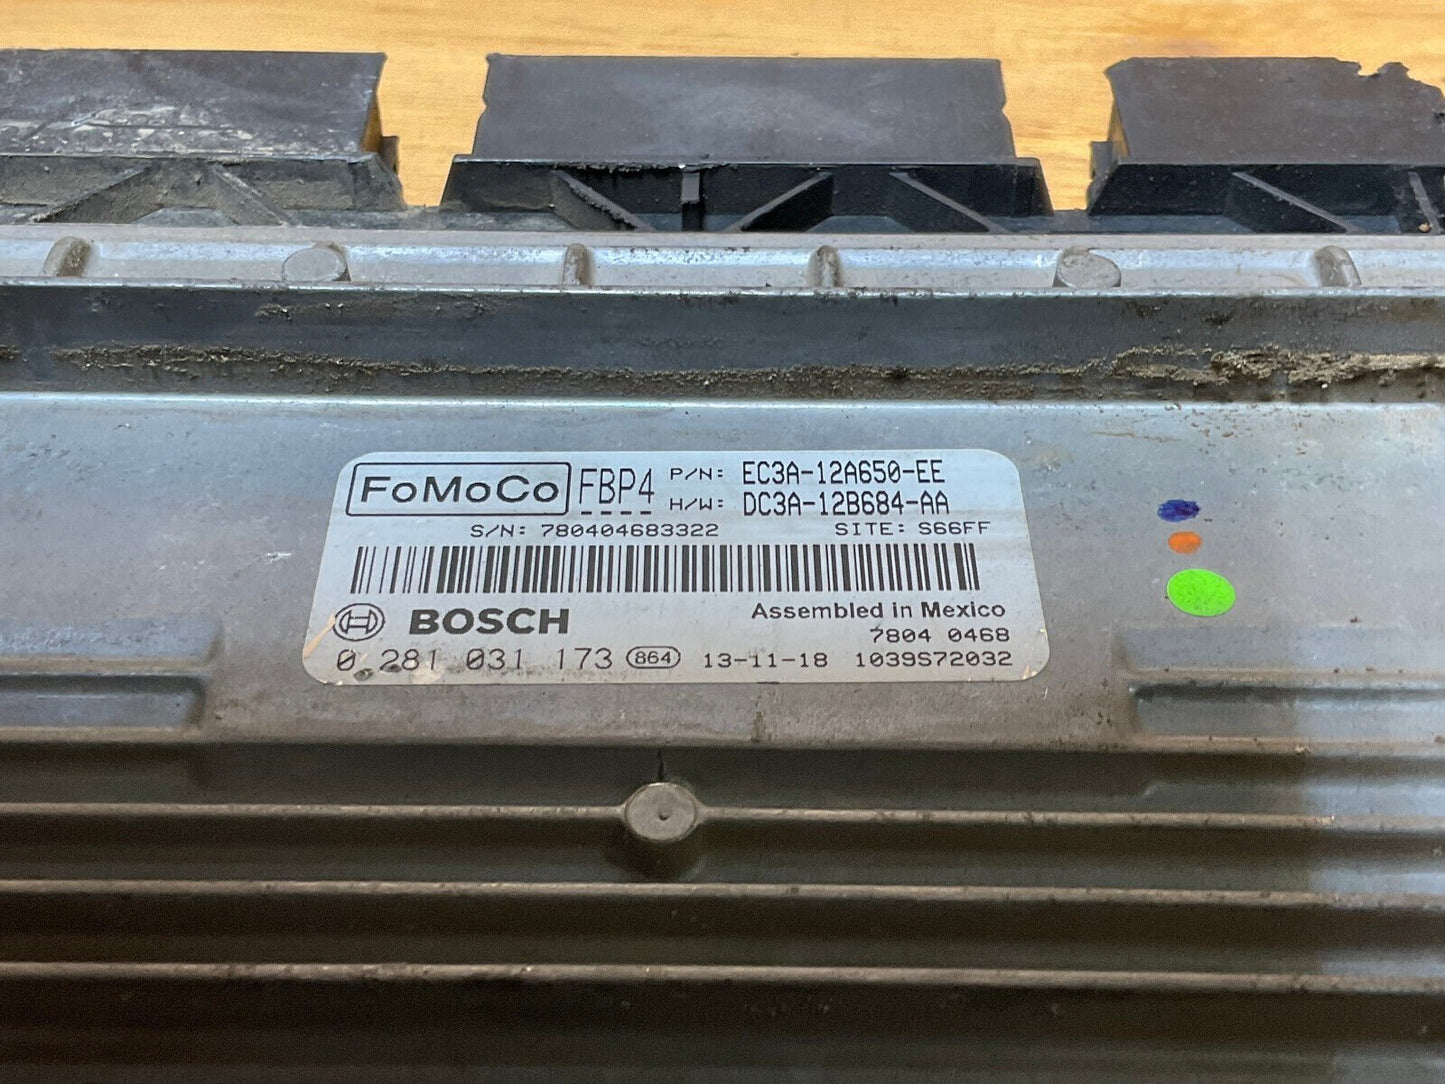 FoMoCo FBP4 P/N: EC3A-12A650-EE
H/W: DC3A-12B684-AA
S/N: 780404683322 SITE: S66FF
BOSCH Assembled in Mexico
7804 0468
0 281 031 173 864 13-11-18 1039S72032